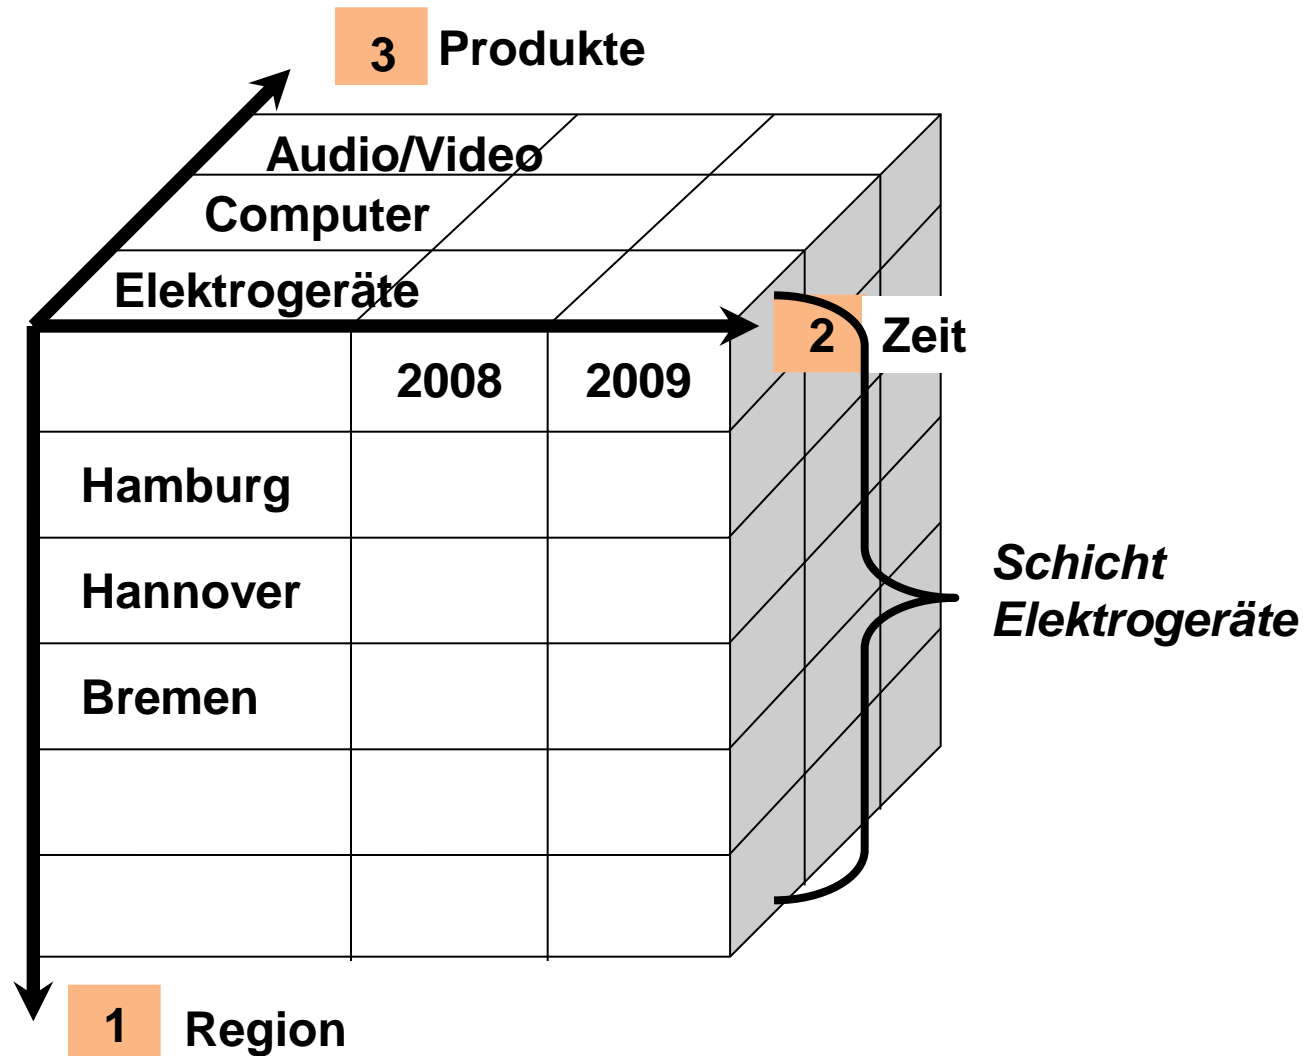 3 Produkte
Audio/Video
Computer
Elektrogeräte
2 Zeit
2008 2009
Hamburg
Hannover
Bremen
Schicht
Elektrogeräte
1 Region